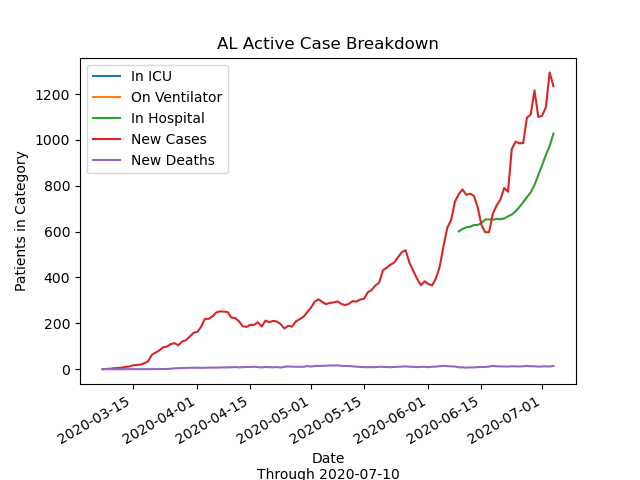 AL Active Case Breakdown
In ICU
On Ventilator
In Hospital
New Cases
New Deaths
Patients in Category
1200
1000
800
600
400
200
0
2020-03-15
2020-04-01
2020-04-15
2020-05-01
2020-05-15
2020-06-01
2020-06-15
2020-07-01
Date
Through 2020-07-10